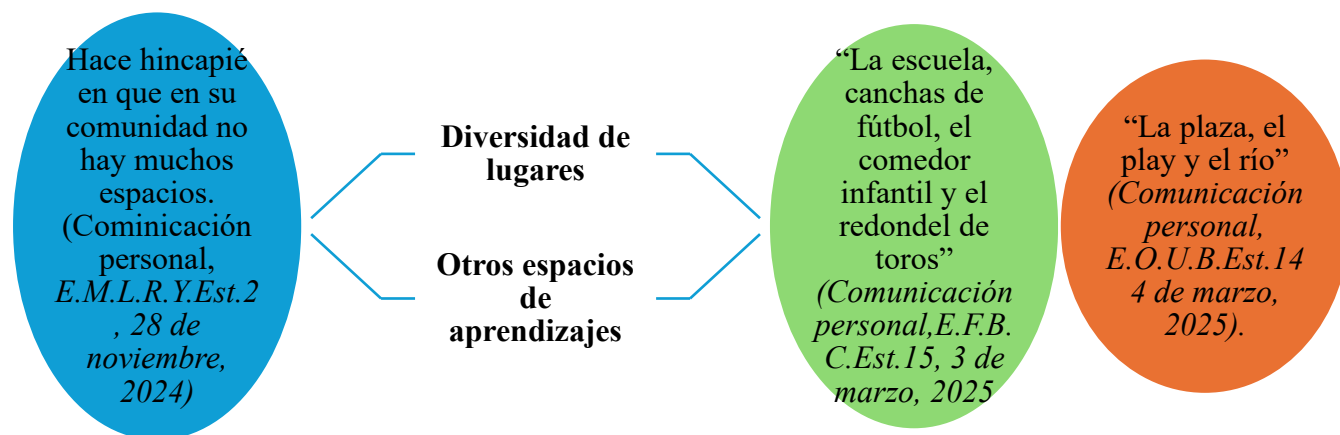 Hace hincapié
en que en su
comunidad no
hay muchos
espacios.
(Cominicación
personal,
E.M.L.R.Y.Est.2
, 28 de
noviembre,
2024)
Diversidad de
lugares
Otros espacios
de
aprendizajes
“La escuela,
canchas de
fútbol, el
comedor
infantil y el
redondel de
toros”
(Comunicación
personal,E.F.B.
C.Est.15, 3 de
marzo, 2025
“La plaza, el
play y el río”
(Comunicación
personal,
E.O.U.B.Est.14
4 de marzo,
2025).